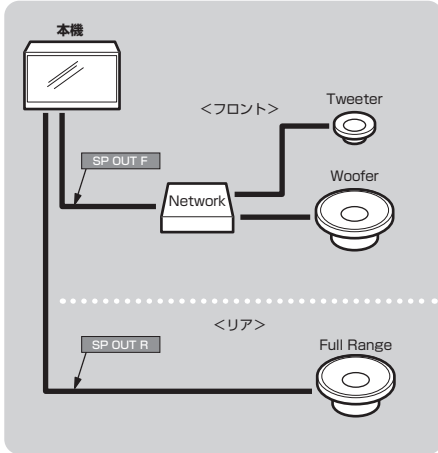 本機
<フロント>
Tweeter
SP OUT F
Woofer
Network
<リア>
SP OUT R
Full Range